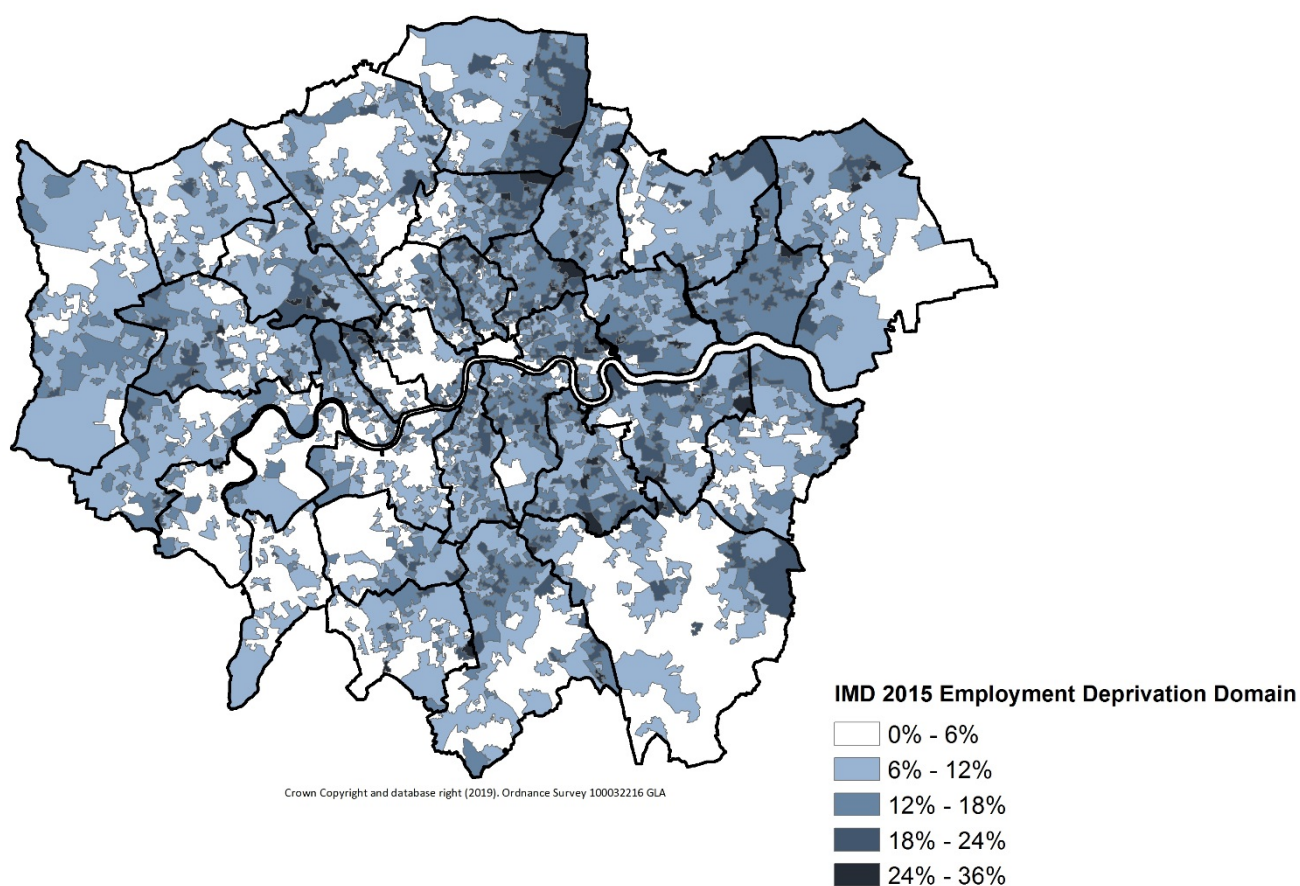 IMD 2015 Employment Deprivation Domain
0% - 6%
6% - 12%
12% - 18%
18% - 24%
24% - 36%
Crown Copyright and database right (2019). Ordnance Survey 100032216 GLA